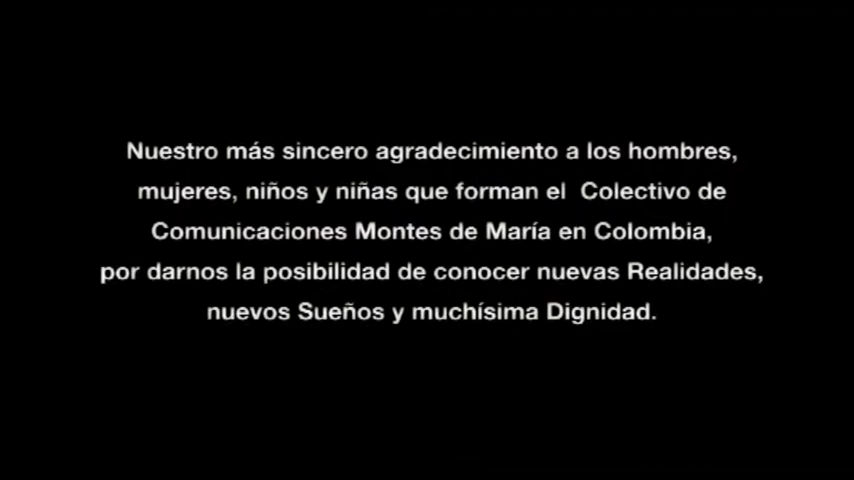 Nuestro más sincero agradecimiento a los hombres,
mujeres, niños y niñas que forman el Colectivo de
Comunicaciones Montes de María en Colombia,
por darnos la posibilidad de conocer nuevas Realidades,
nuevos Sueños y muchísima Dignidad.